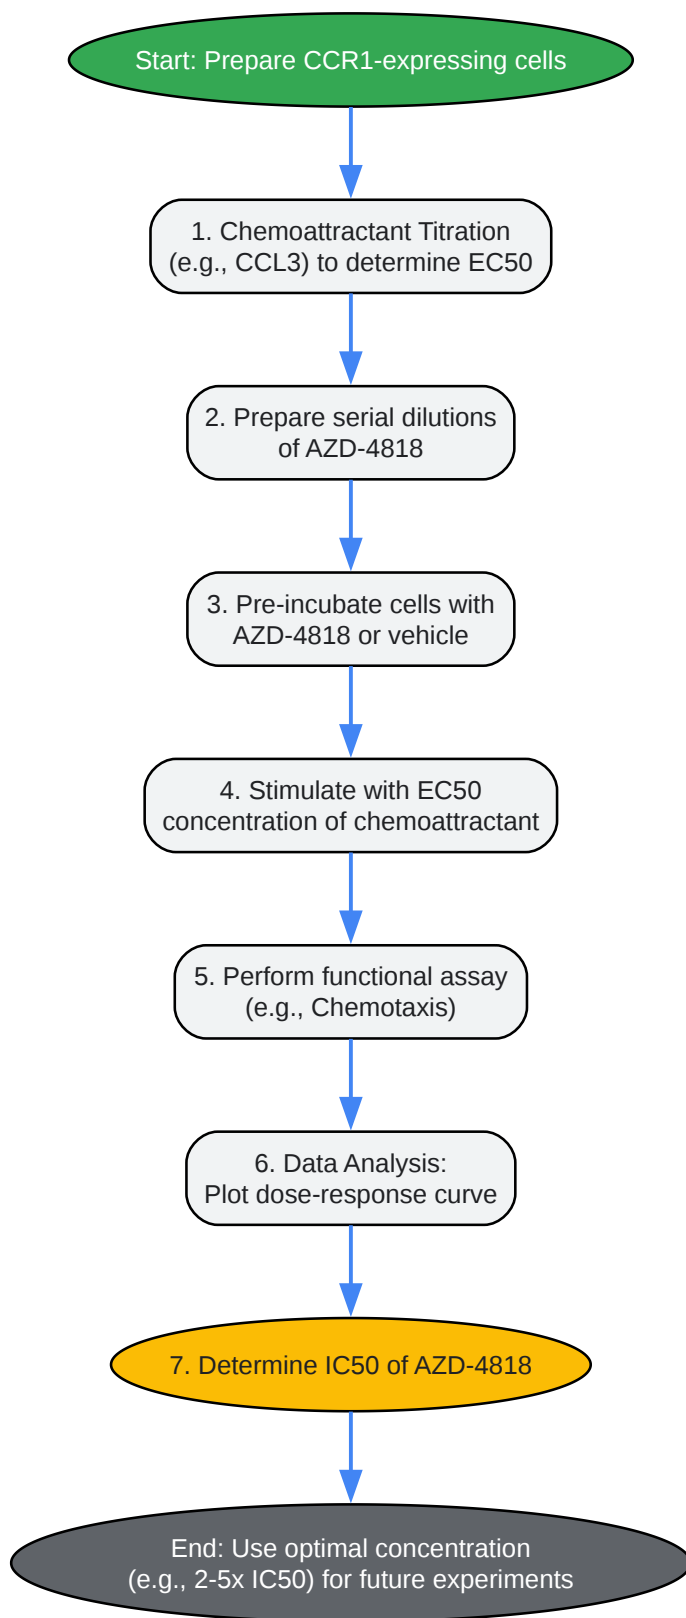 Start: Prepare CCR1-expressing cells
1. Chemoattractant Titration
(e.g., CCL3) to determine EC50
2. Prepare serial dilutions
of AZD-4818
3. Pre-incubate cells with
AZD-4818 or vehicle
4. Stimulate with EC50
concentration of chemoattractant
5. Perform functional assay
(e.g., Chemotaxis)
6. Data Analysis:
Plot dose-response curve
7. Determine IC50 of AZD-4818
End: Use optimal concentration
(e.g., 2-5x IC50) for future experiments